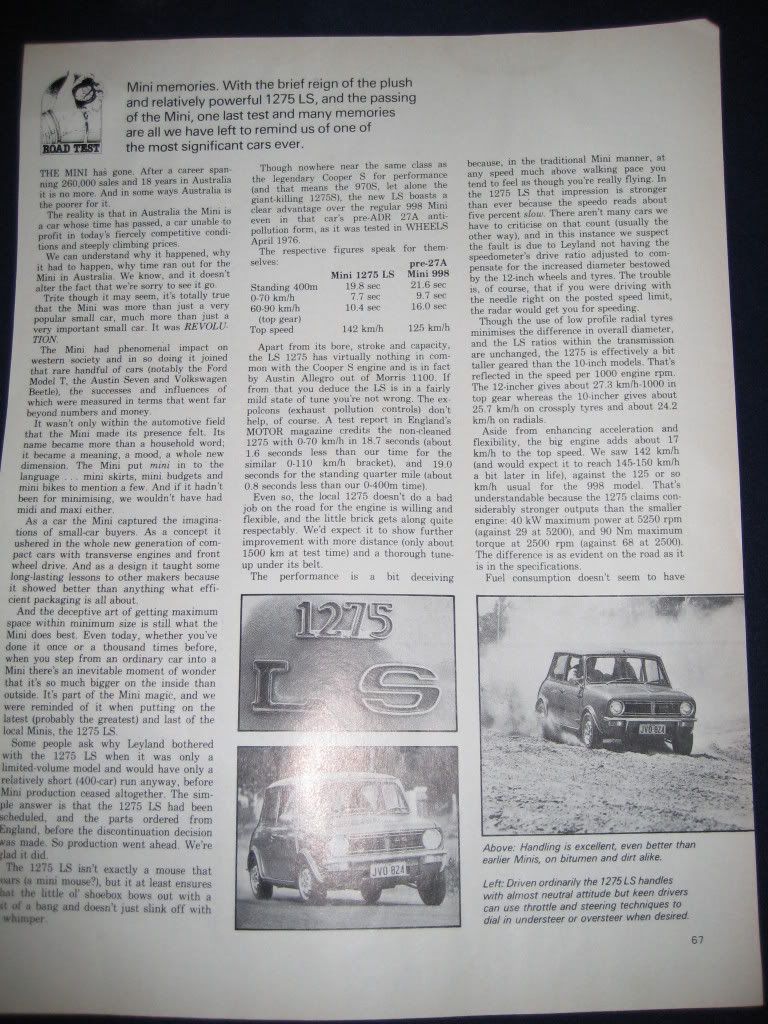 ROAD TEST
Mini memories. With the brief reign of the plush
and relatively powerful 1275 LS, and the passing
of the Mini, one last test and many memories
are all we have left to remind us of one of
the most significant cars ever.
THE MINI has gone. After a career span-
ning 260,000 sales and 18 years in Australia
it is no more. And in some ways Australia is
the poorer for it.
The reality is that in Australia the Mini is
a car whose time has passed, a car unable to
profit in today's fiercely competitive condi-
tions and steeply climbing prices.
We can understand why it happened, why
it had to happen, why time ran out for the
Mini in Australia. We know, and it doesn't
alter the fact that we're sorry to see it go.
Trite though it may seem, it's totally true
that the Mini was more than just a very
popular small car, much more than just a
very important small car. It was REVOLU-
TION.
The Mini had phenomenal impact on
western society and in so doing it joined
that rare handful of cars (notably the Ford
Model T, the Austin Seven and Volkswagen
Beetle), the successes and influences of
which were measured in terms that went far
beyond numbers and money.
It wasn't only within the automotive field
that the Mini made its presence felt. Its
name became more than a household word;
it became a meaning, a mood, a whole new
dimension. The Mini put mini in to the
language . . . mini skirts, mini budgets and
mini bikes to mention a few. And if it hadn't
been for minimising, we wouldn't have had
midi and maxi either.
As a car the Mini captured the imagina-
tions of small-car buyers. As a concept it
ushered in the whole new generation of com-
pact cars with transverse engines and front
wheel drive. And as a design it taught some
long-lasting lessons to other makers because
it showed better than anything what effi-
cient packaging is all about.
And the deceptive art of getting maximum
space within minimum size is still what the
Mini does best. Even today, whether you've
done it once or a thousand times before,
when you step from an ordinary car into a
Mini there's an inevitable moment of wonder
that it's so much bigger on the inside than
outside. It's part of the Mini magic, and we
were reminded of it when putting on the
latest (probably the greatest) and last of the
local Minis, the 1275 LS.
Some people ask why Leyland bothered
with the 1275 LS when it was only a
limited-volume model and would have only a
relatively short (400-car) run anyway, before
Mini production ceased altogether. The sim-
ple answer is that the 1275 LS had been
scheduled, and the parts ordered from
England, before the discontinuation decision
was made. So production went ahead. We're
glad it did.
The 1275 LS isn't exactly a mouse that
oars (a mini mouse?), but it at least ensures
hat the little ol' shoebox bows out with a
t of a bang and doesn't just slink off with
whimper.
Though nowhere near the same class as
the legendary Cooper S for performance
(and that means the 970S, let alone the
giant-killing 1275S), the new LS boasts a
clear advantage over the regular 998 Mini
even in that car's pre-ADR 27A anti-
pollution form, as it was tested in WHEELS
April 1976.
The respective figures speak for them-
selves:
pre-27A
Mini 1275 LS Mini 998
Standing 400m 19.8 sec 21.6 sec
0-70 km/h 7.7 sec 9.7 sec
60-90 km/h 10.4 sec 16.0 sec
(top gear)
Top speed 142 km/h 125 km/h
Apart from its bore, stroke and capacity,
the LS 1275 has virtually nothing in com-
mon with the Cooper S engine and is in fact
by Austin Allegro out of Morris 1100. If
from that you deduce the LS is in a fairly
mild state of tune you're not wrong. The ex-
polcons (exhaust pollution controls) don't
help, of course. A test report in England's
MOTOR magazine credits the non-cleaned
1275 with 0-70 km/h in 18.7 seconds (about
1.6 seconds less than our time for the
similar 0-110 km/h bracket), and 19.0
seconds for the standing quarter mile (about
0.8 seconds less than our 0-400m time).
Even so, the local 1275 doesn't do a bad
job on the road for the engine is willing and
flexible, and the little brick gets along quite
respectably. We'd expect it to show further
improvement with more distance (only about
1500 km at test time) and a thorough tune-
up under its belt.
The performance is a bit deceiving
because, in the traditional Mini manner, at
any speed much above walking pace you
tend to feel as though you're really flying. In
the 1275 LS that impression is stronger
than ever because the speedo reads about
five percent slow. There aren't many cars we
have to criticise on that count (usually the
other way), and in this instance we suspect
the fault is due to Leyland not having the
speedometer's drive ratio adjusted to com-
pensate for the increased diameter bestowed
by the 12-inch wheels and tyres. The trouble
is, of course, that if you were driving with
the needle right on the posted speed limit,
the radar would get you for speeding.
Though the use of low profile radial tyres
minimises the difference in overall diameter,
and the LS ratios within the transmission
are unchanged, the 1275 is effectively a bit
taller geared than the 10-inch models. That's
reflected in the speed per 1000 engine rpm.
The 12-incher gives about 27.3 km/h-1000 in
top gear whereas the 10-incher gives about
25.7 km/h on crossply tyres and about 24.2
km/h on radials.
Aside from enhancing acceleration and
flexibility, the big engine adds about 17
km/h to the top speed. We saw 142 km/h
(and would expect it to reach 145-150 km/h
a bit later in life), against the 125 or so
km/h usual for the 998 model. That's
understandable because the 1275 claims con-
siderably stronger outputs than the smaller
engine: 40 kW maximum power at 5250 rpm
(against 29 at 5200), and 90 Nm maximum
torque at 2500 rpm (against 68 at 2500).
The difference is as evident on the road as it
is in the specifications.
Fuel consumption doesn't seem to have
1275
LS
JVO 824
JVO 824
Above: Handling is excellent, even better than
earlier Minis, on bitumen and dirt alike.
Left: Driven ordinarily the 1275 LS handles
with almost neutral attitude but keen drivers
can use throttle and steering techniques to
dial in understeer or oversteer when desired.
67